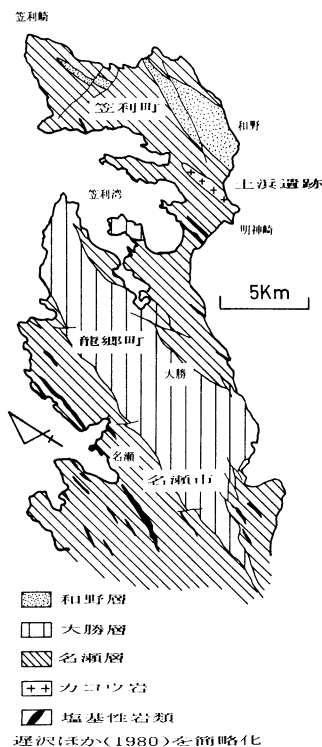 笠利崎
笠利町
和野
土浜遺跡
笠利湾
明神崎
5Km
龍郷町
大勝
名瀬
名瀬市
和野層
大勝層
名瀬層
カコウ岩
塩基性岩類
遅沢ほか(1980)を簡略化